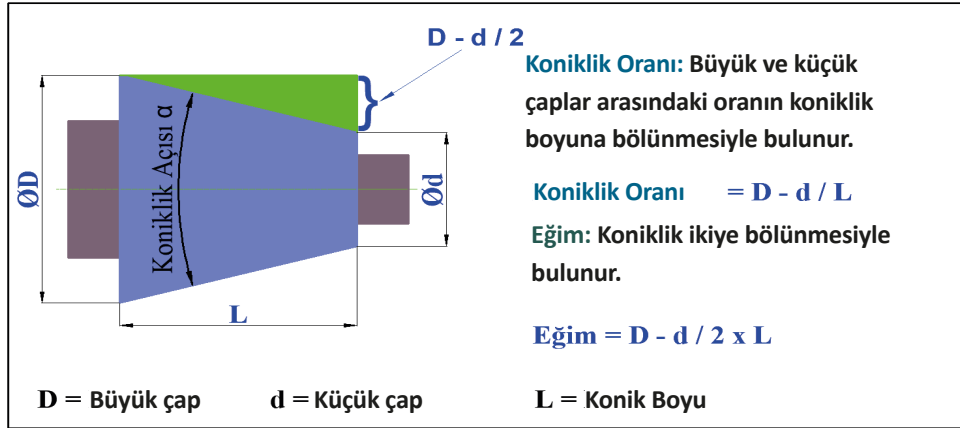 D - d / 2
Koniklik Oranı: Büyük ve küçük
çaplar arasındaki oranın koniklik
boyuna bölünmesiyle bulunur.
Koniklik Oranı = D - d / L
Eğim: Koniklik ikiye bölünmesiyle
bulunur.
Eğim = D - d / 2 x L
ØD
Koniklik Açısı α
Ød
L
D = Büyük çap d = Küçük çap L = Konik Boyu